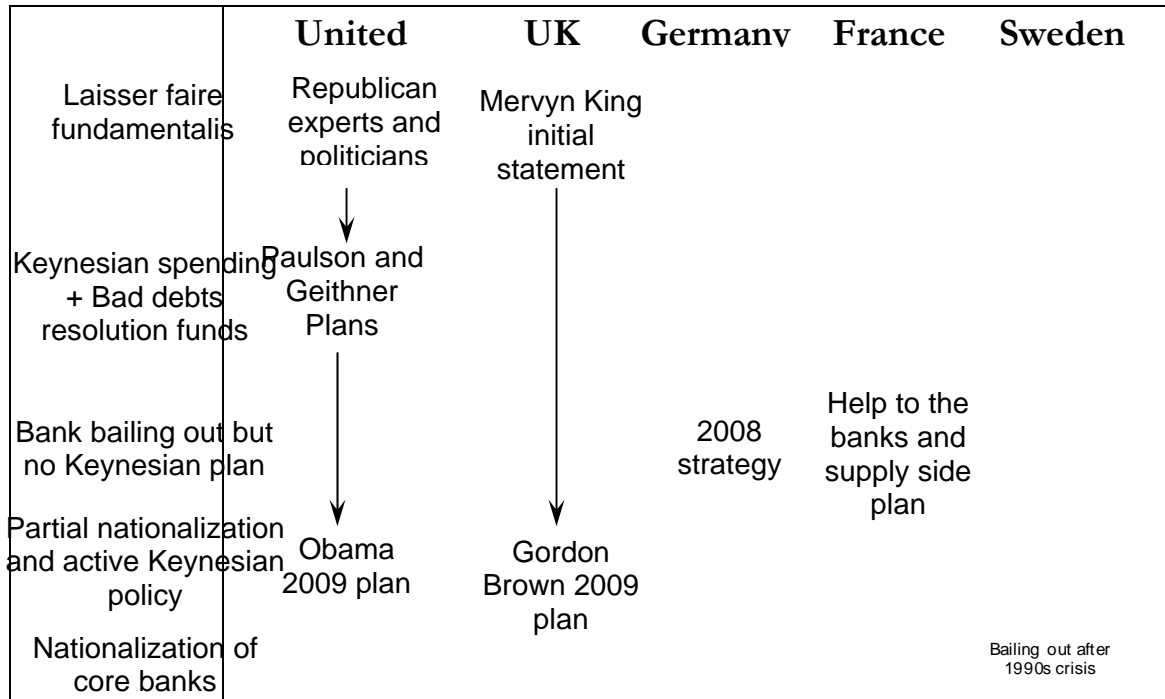 United UK Germany France Sweden
Laisser faire
fundamentalis
Republican
experts and
politicians
Mervyn King
initial
statement
Keynesian spending
+ Bad debts
resolution funds
Paulson and
Geithner
Plans
Bank bailing out but
no Keynesian plan
2008
strategy
Help to the
banks and
supply side
plan
Partial nationalization
and active Keynesian
policy
Obama
2009 plan
Gordon
Brown 2009
plan
Nationalization of
core banks
Bailing out after
1990s crisis